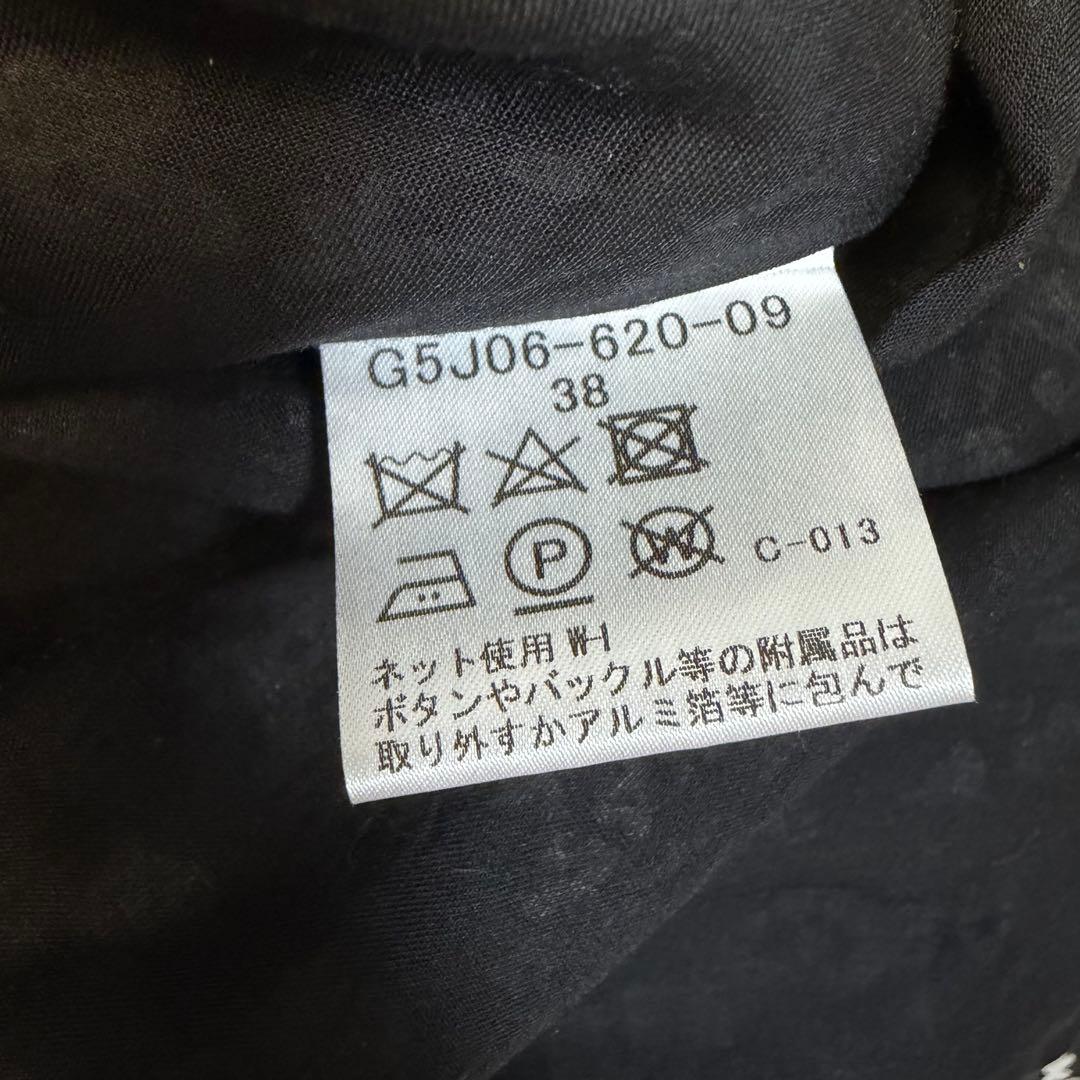 G5J06-620-09
38
P
W
C-013
ネット使用 W-I
ボタンやバックル等の附属品は
取り外すかアルミ箔等に包んで